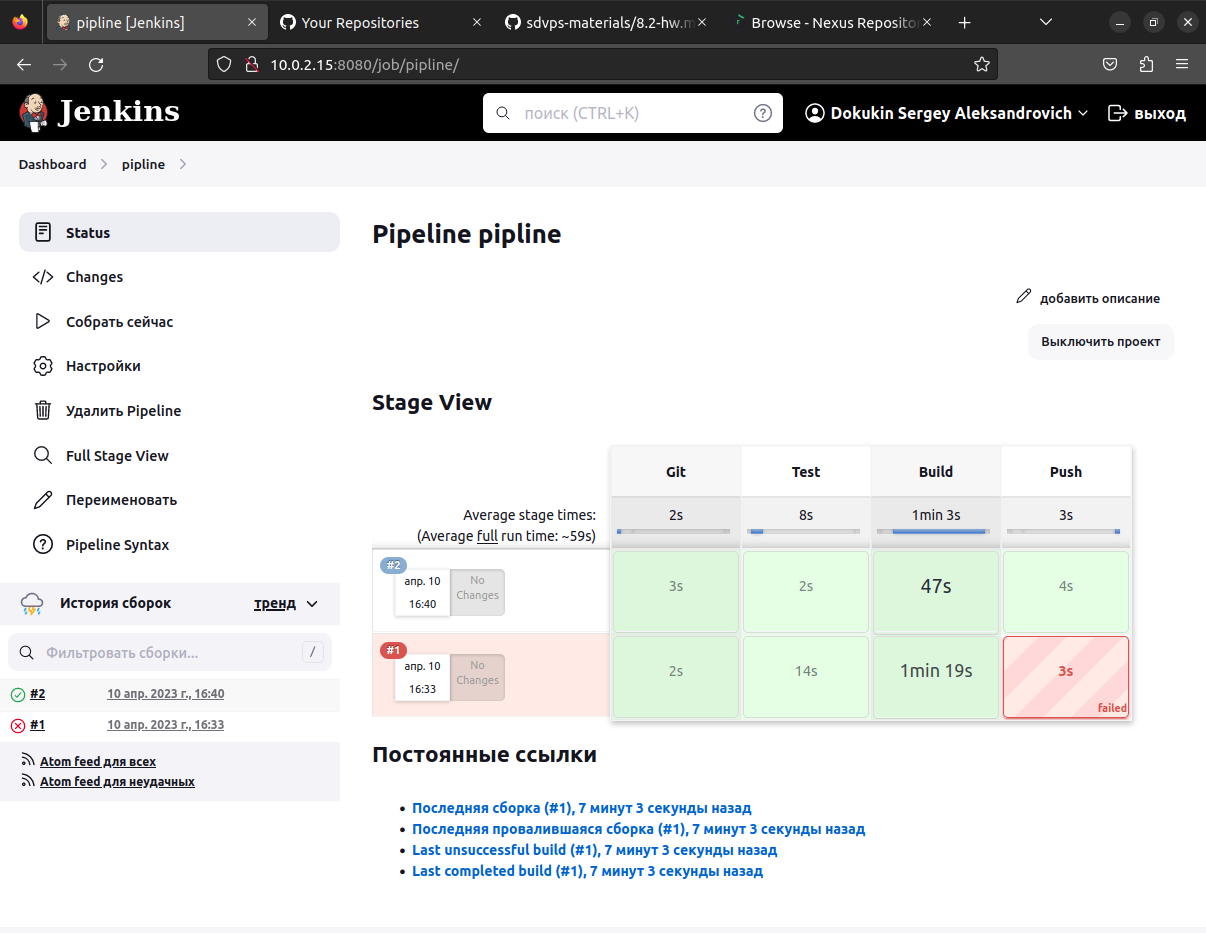 pipline [Jenkins]
Your Repositories
sdvps-materials/8.2-hw.m
Browse - Nexus Reposito
10.0.2.15:8080/job/pipline/
Jenkins
поиск (CTRL+K)
Dokukin Sergey Aleksandrovich
выход
Dashboard
pipline
Status
Changes
Собрать сейчас
Настройки
Удалить Pipeline
Full Stage View
Переименовать
Pipeline Syntax
История сборок
тренд
Фильтровать сборки...
/
#2
10 апр. 2023 г., 16:40
#1
10 апр. 2023 г., 16:33
Atom feed для всех
Atom feed для неудачных
Pipeline pipline
добавить описание
Выключить проект
Stage View
Git
Test
Build
Push
Average stage times:
(Average full run time: ~59s)
2s
8s
1min 3s
3s
#2
апр. 10
16:40
No
Changes
3s
2s
47s
4s
#1
апр. 10
16:33
No
Changes
2s
14s
1min 19s
3s
failed
Постоянные ссылки
Последняя сборка (#1), 7 минут 3 секунды назад
Последняя провалившаяся сборка (#1), 7 минут 3 секунды назад
Last unsuccessful build (#1), 7 минут 3 секунды назад
Last completed build (#1), 7 минут 3 секунды назад